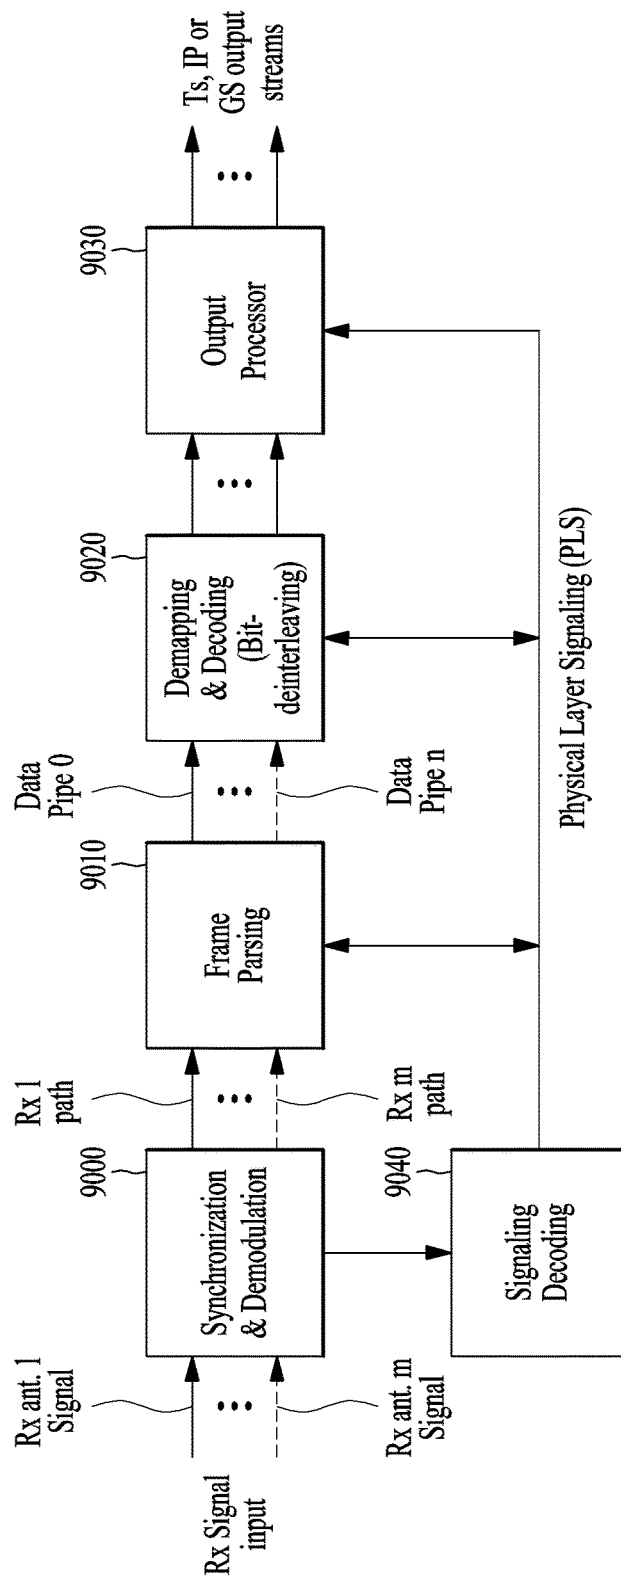 Rx Signal
input
Rx ant. 1
Signal
Rx ant. m
Signal
9000
Synchronization
& Demodulation
Rx 1
path
Rx m
path
9010
Frame
Parsing
Data
Pipe 0
Data
Pipe n
9020
Demapping
& Decoding
(Bit-
deinterleaving)
9030
Output
Processor
Ts, IP or
GS output
streams
9040
Signaling
Decoding
Physical Layer Signaling (PLS)